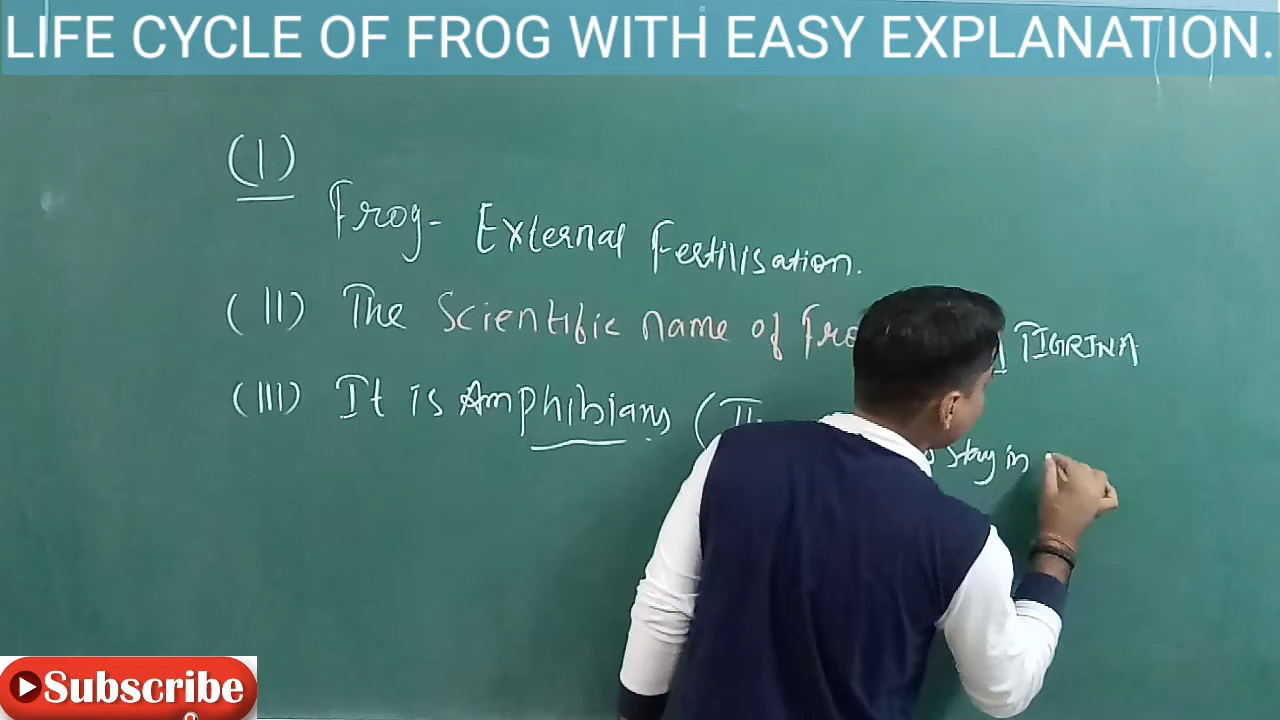 LIFE CYCLE OF FROG WITH EASY EXPLANATION.
(I)
Frog- External Fertilisation.
(II) The Scientific name of Fro TIGRINA
(III) It is Amphibians (
stay in
Subscribe